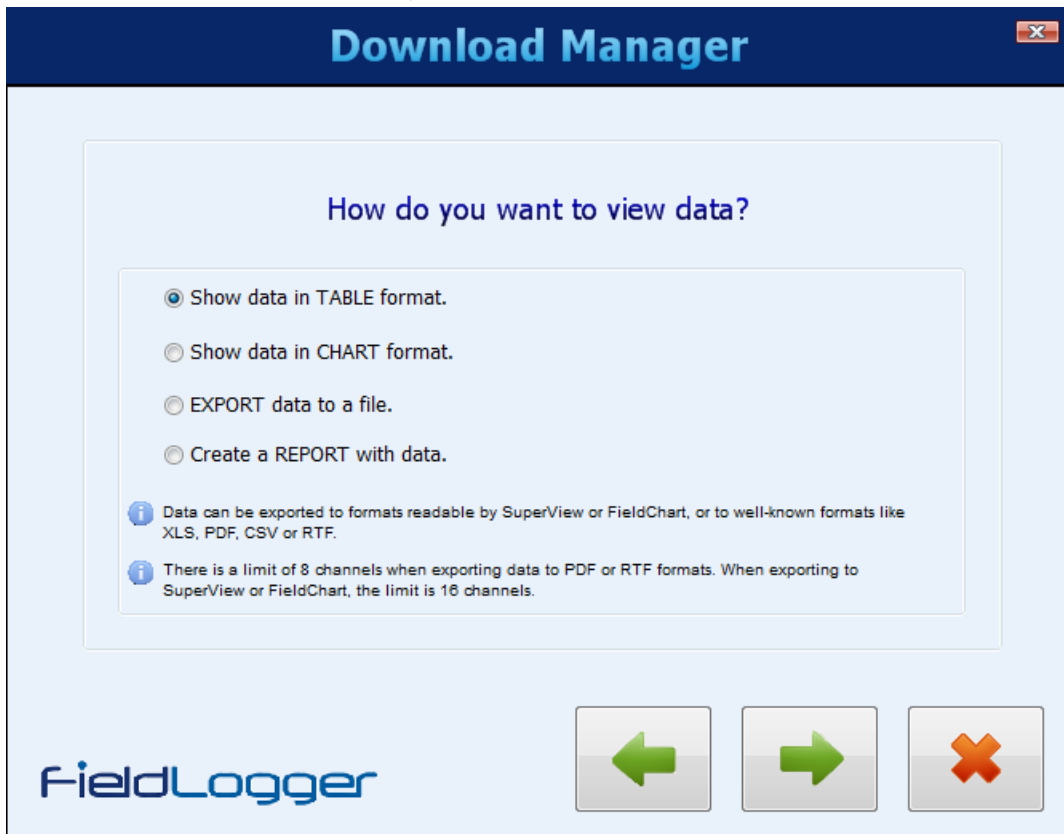 Download Manager
How do you want to view data?
Show data in TABLE format.
Show data in CHART format.
EXPORT data to a file.
Create a REPORT with data.
Data can be exported to formats readable by SuperView or FieldChart, or to well-known formats like
XLS, PDF, CSV or RTF.
There is a limit of 8 channels when exporting data to PDF or RTF formats. When exporting to
SuperView or FieldChart, the limit is 16 channels.
FieldLogger